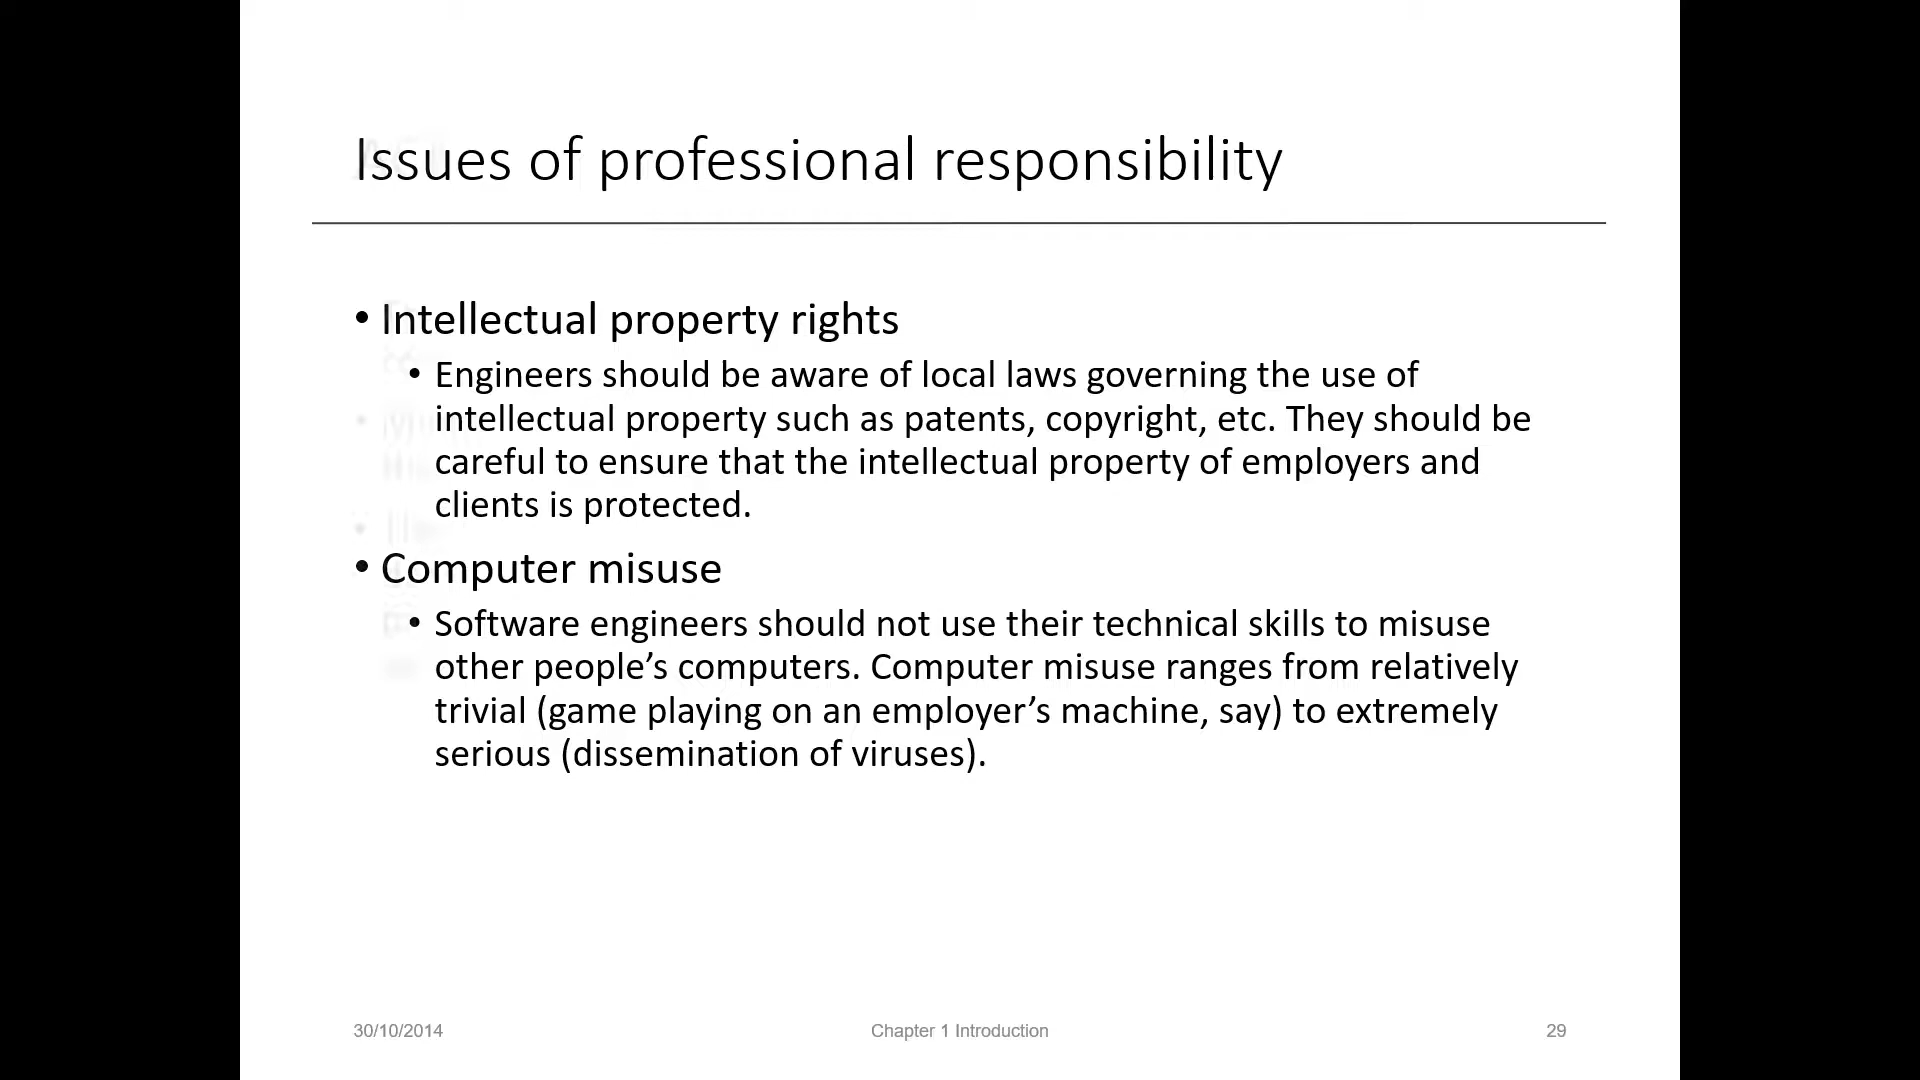 Issues of professional responsibility
• Intellectual property rights
• Engineers should be aware of local laws governing the use of
intellectual property such as patents, copyright, etc. They should be
careful to ensure that the intellectual property of employers and
clients is protected.
• Computer misuse
• Software engineers should not use their technical skills to misuse
other people’s computers. Computer misuse ranges from relatively
trivial (game playing on an employer’s machine, say) to extremely
serious (dissemination of viruses).
30/10/2014
Chapter 1 Introduction
29